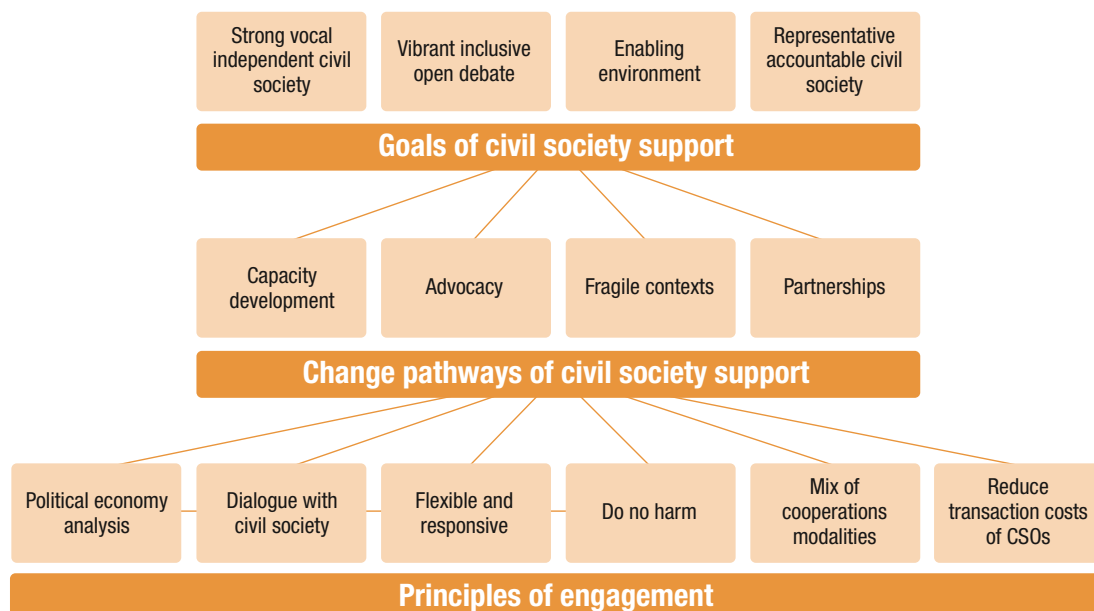 Strong vocal
independent civil
society
Vibrant inclusive
open debate
Enabling
environment
Representative
accountable civil
society
Goals of civil society support
Capacity
development
Advocacy
Fragile contexts
Partnerships
Change pathways of civil society support
Political economy
analysis
Dialogue with
civil society
Flexible and
responsive
Do no harm
Mix of
cooperations
modalities
Reduce
transaction costs
of CSOs
Principles of engagement